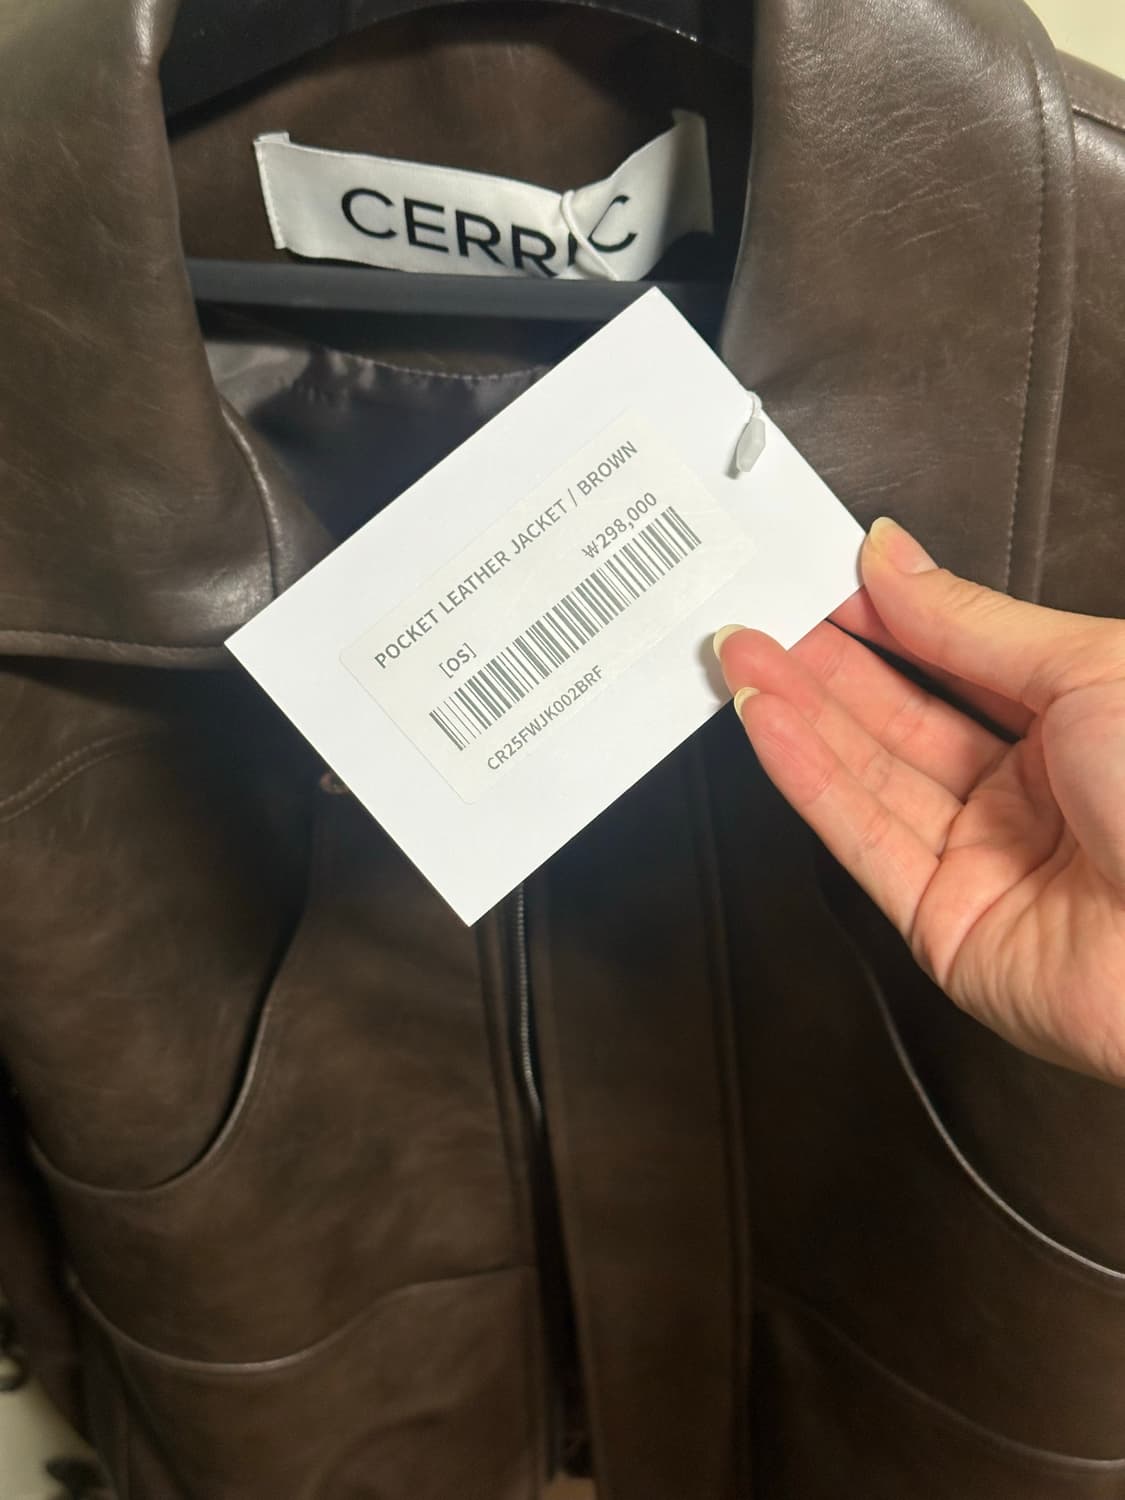 CERRIC
POCKET LEATHER JACKET / BROWN
₩298,000
[OS]
CR25FWJK002BRF